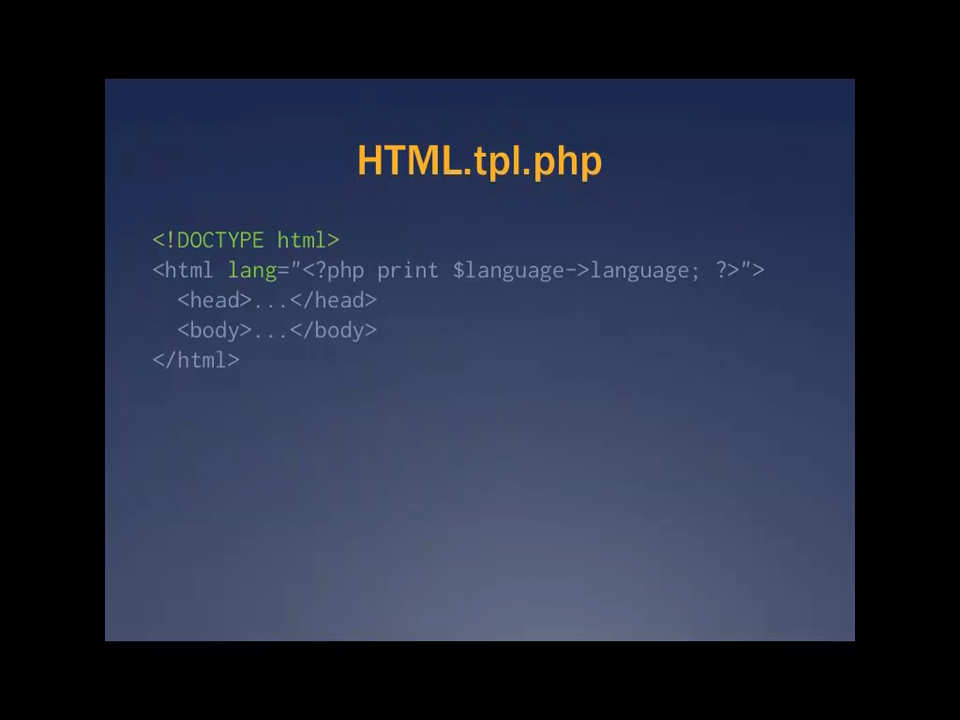 HTML.tpl.php
<!DOCTYPE html>
<html lang="<?php print $language->language; ?>">
  <head>...</head>
  <body>...</body>
</html>